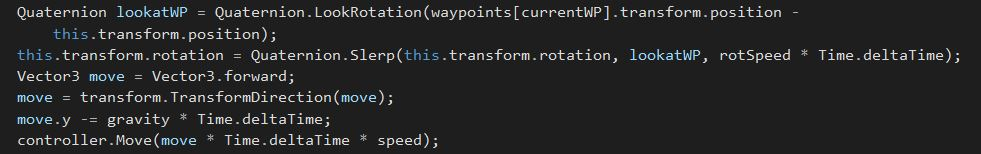 Quaternion lookatWP = Quaternion.LookRotation(waypoints[currentWP].transform.position -
this.transform.position);
this.transform.rotation = Quaternion.Slerp(this.transform.rotation, lookatWP, rotSpeed * Time.deltaTime);
Vector3 move = Vector3.forward;
move = transform.TransformDirection(move);
move.y -= gravity * Time.deltaTime;
controller.Move(move * Time.deltaTime * speed);